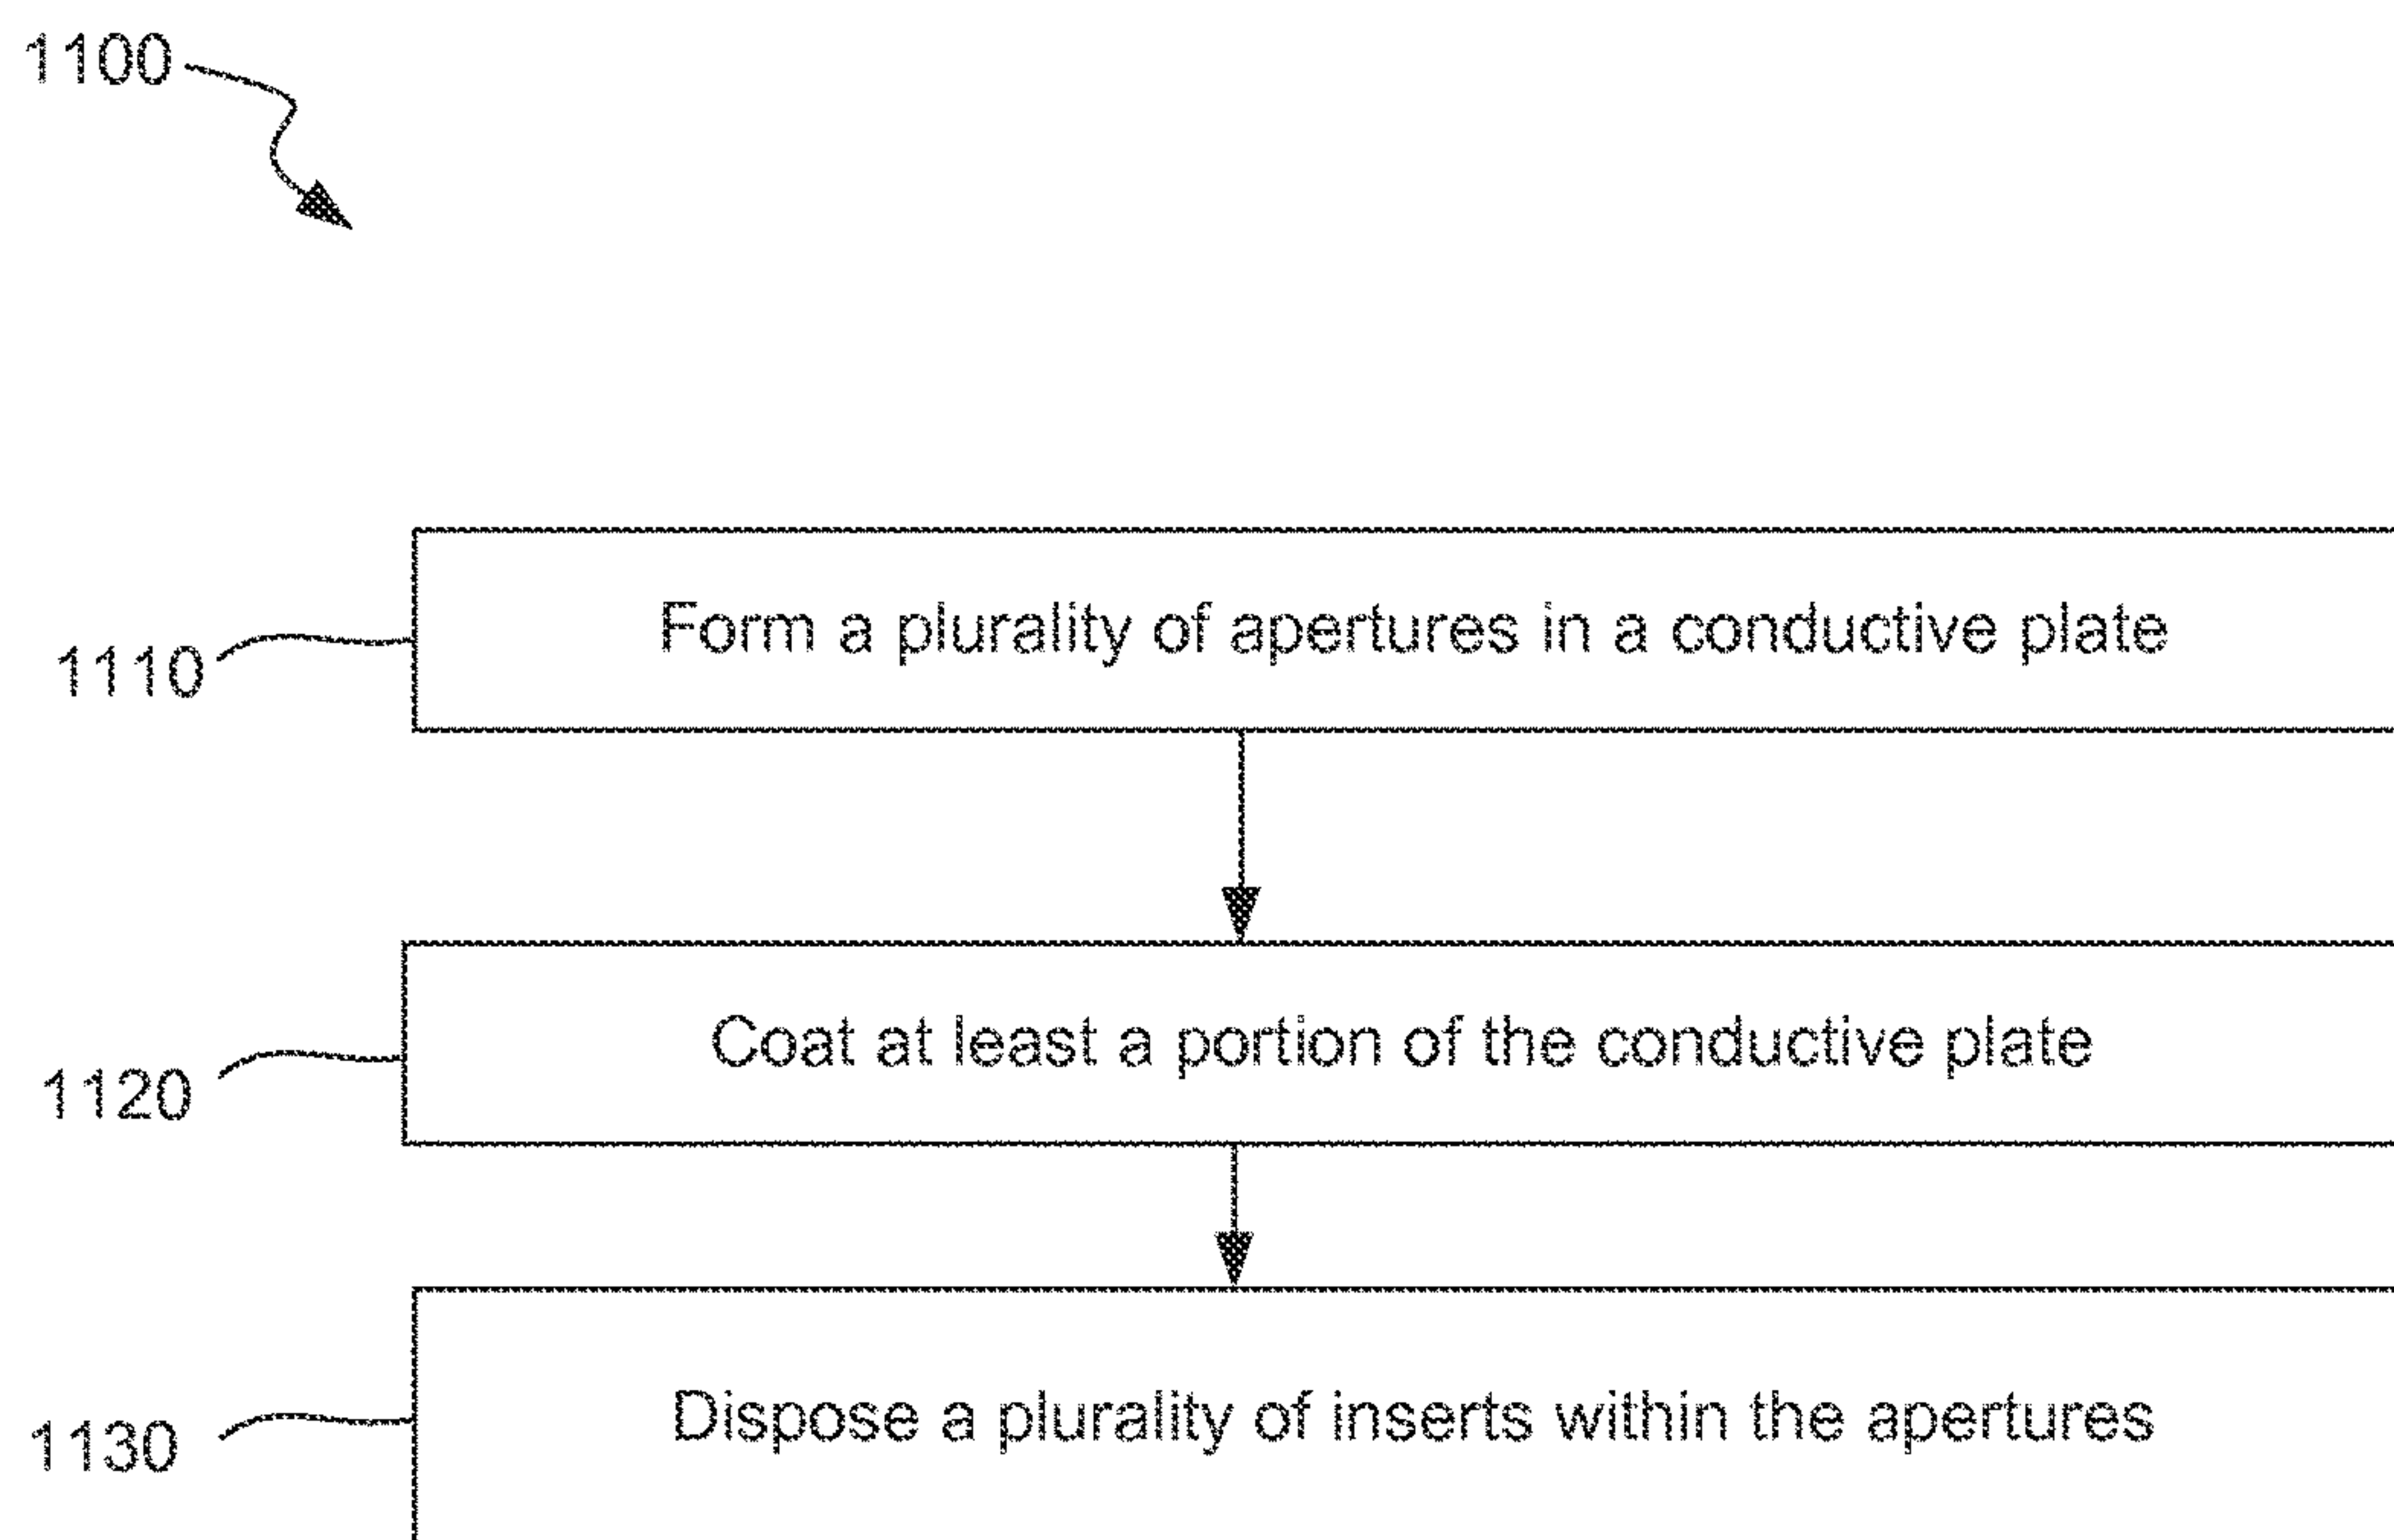 1100
Form a plurality of apertures in a conductive plate
1110
Coat at least a portion of the conductive plate
1120
Dispose a plurality of inserts within the apertures
1130